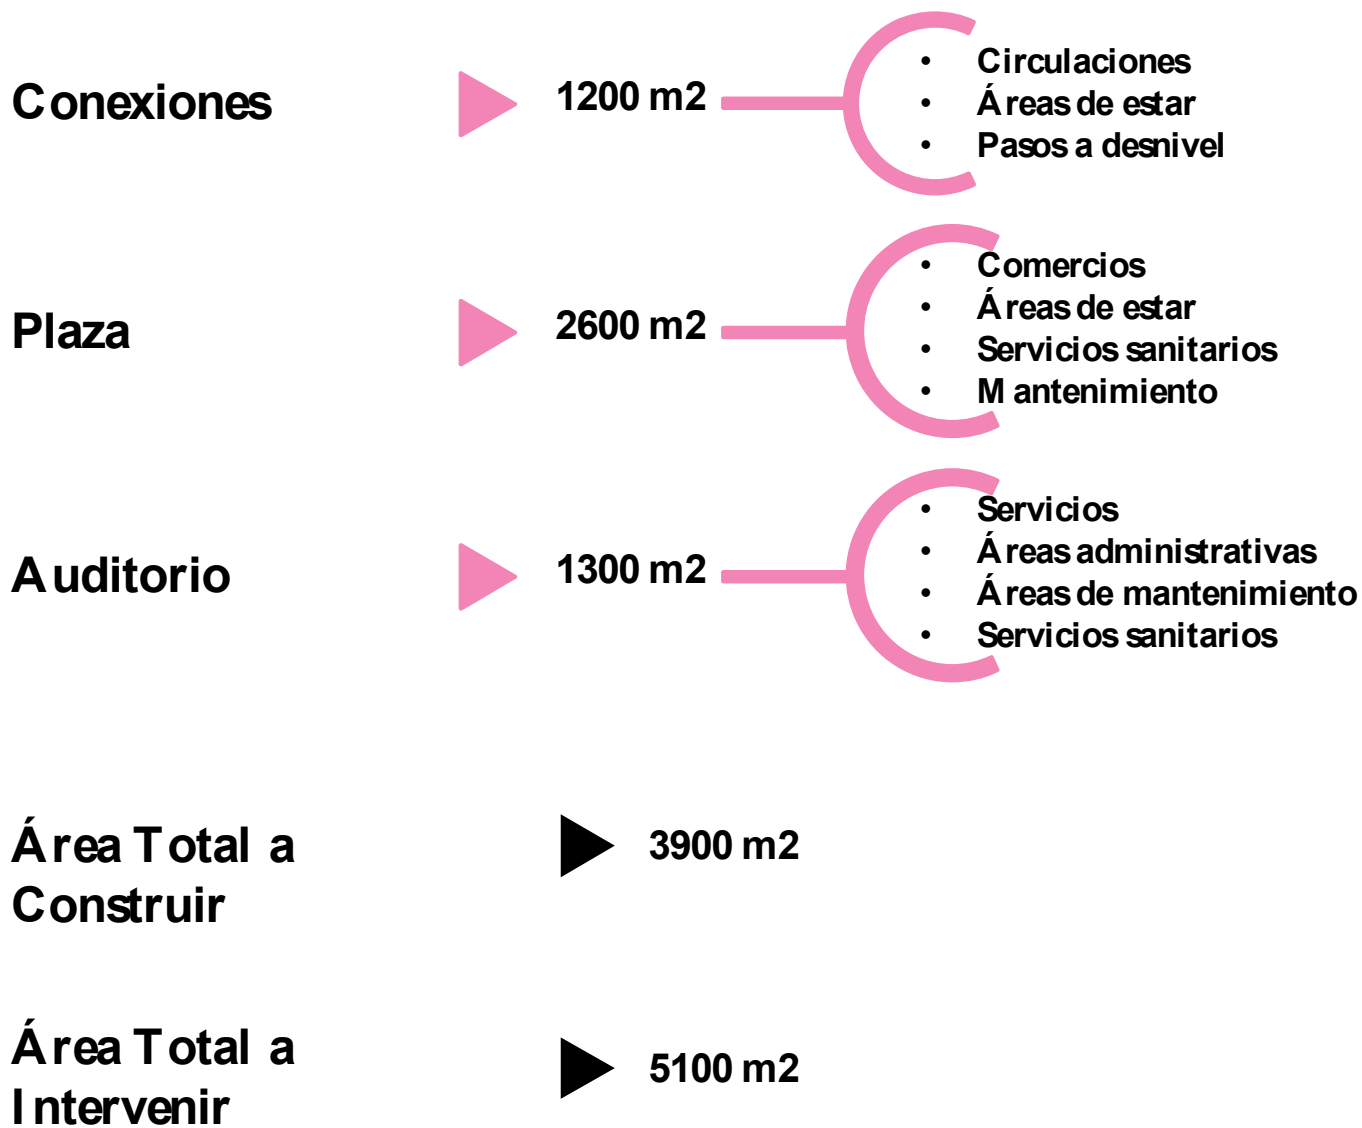 Conexiones
1200 m2
• Circulaciones
• Áreas de estar
• Pasos a desnivel
Plaza
2600 m2
• Comercios
• Áreas de estar
• Servicios sanitarios
• Mantenimiento
Auditorio
1300 m2
• Servicios
• Áreas administrativas
• Áreas de mantenimiento
• Servicios sanitarios
Área Total a
Construir
3900 m2
Área Total a
Intervenir
5100 m2